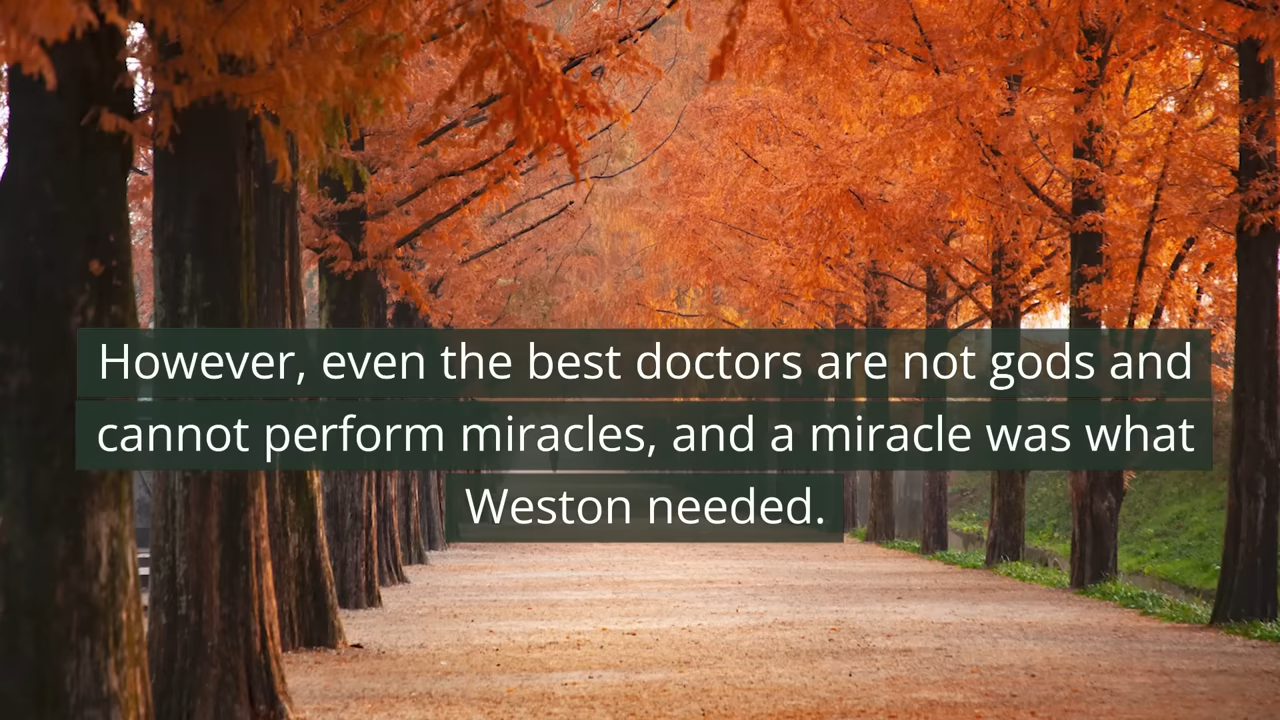 However, even the best doctors are not gods and
cannot perform miracles, and a miracle was what
Weston needed.